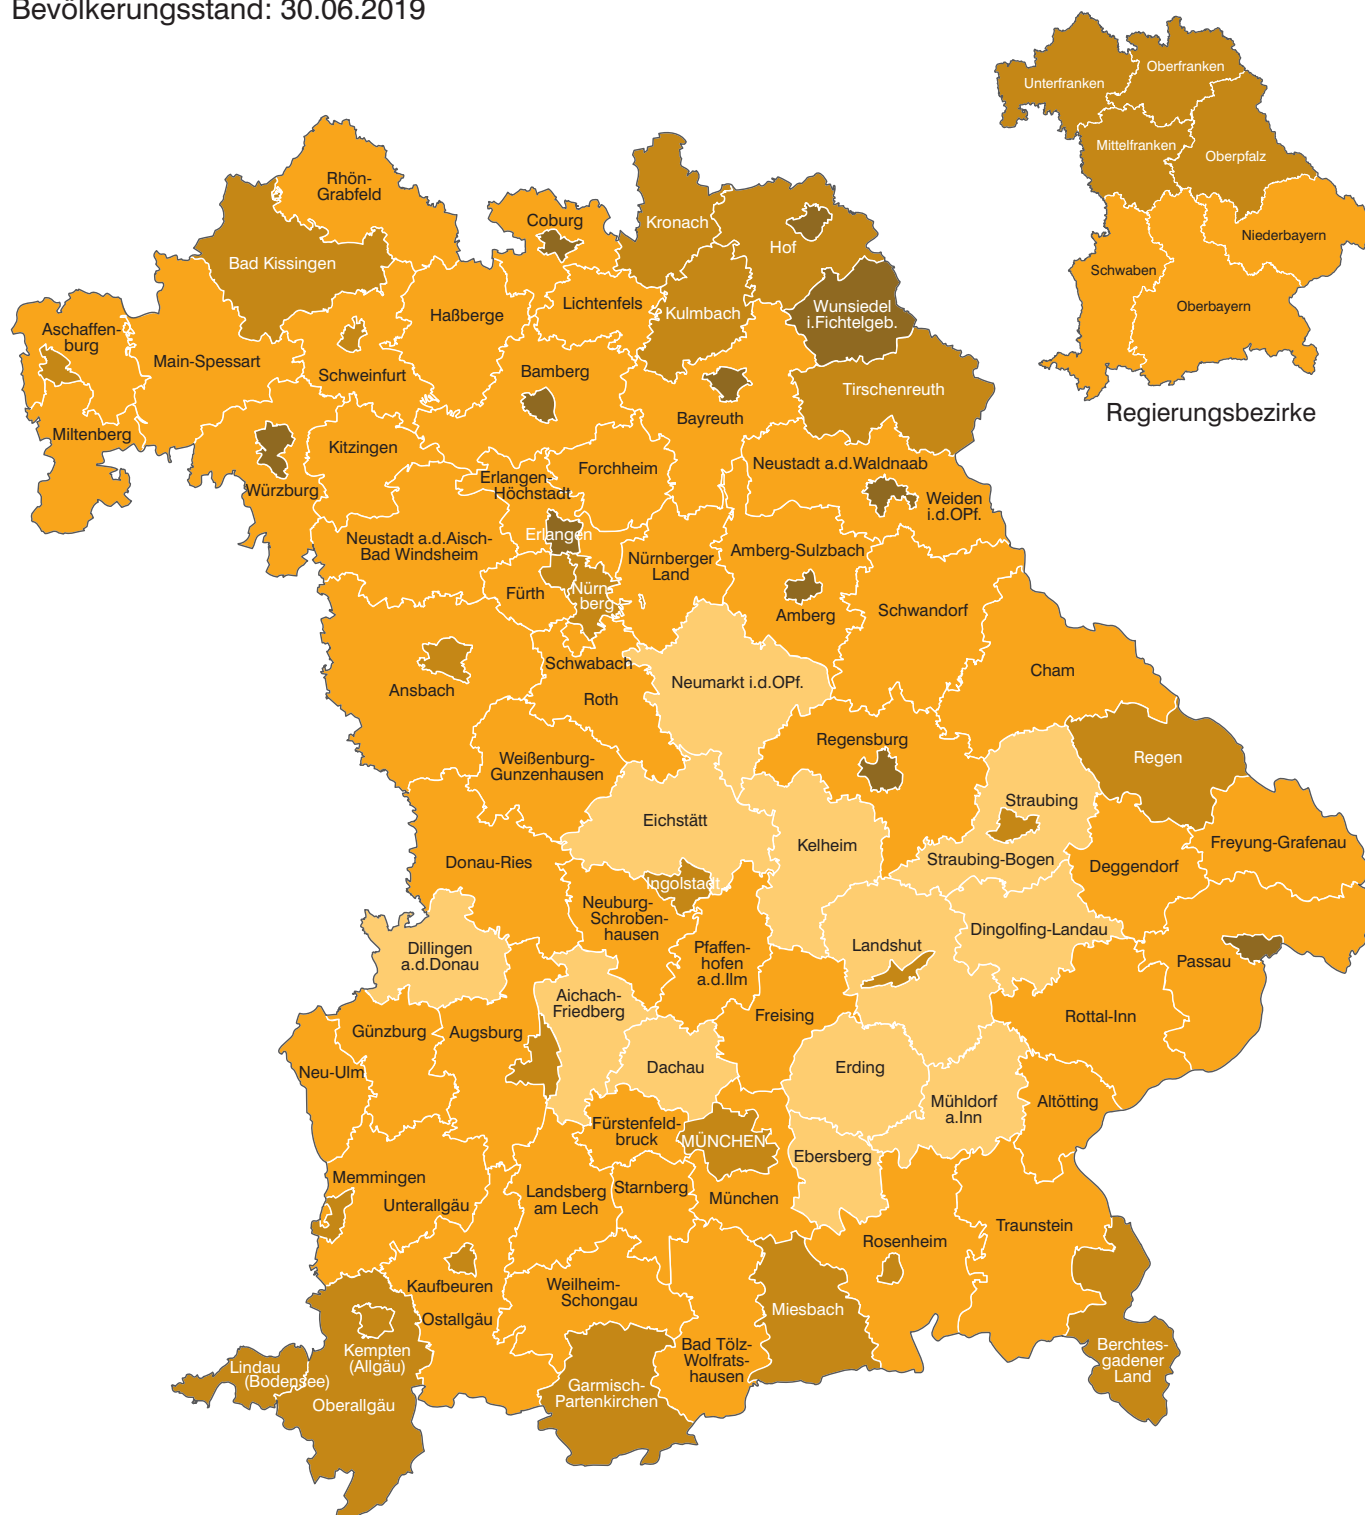 Bevölkerungsstand: 30.06.2019
Unterfranken
Oberfranken
Mittelfranken
Oberpfalz
Niederbayern
Schwaben
Oberbayern
Regierungsbezirke
Rhön-
Grabfeld
Coburg
Kronach
Hof
Bad Kissingen
Lichtenfels
Kulmbach
Wunsiedel
i.Fichtelgeb.
Haßberge
Aschaffen-
burg
Main-Spessart
Schweinfurt
Bamberg
Tirschenreuth
Bayreuth
Miltenberg
Kitzingen
Würzburg
Erlangen-
Höchstadt
Forchheim
Neustadt a.d.Waldnaab
Weiden
i.d.OPf.
Neustadt a.d.Aisch-
Bad Windsheim
Erlangen
Nürnberger
Land
Amberg-Sulzbach
Fürth
Nürn-
berg
Amberg
Schwandorf
Schwabach
Ansbach
Roth
Neumarkt i.d.OPf.
Cham
Regensburg
Weißenburg-
Gunzenhausen
Regen
Straubing
Eichstätt
Kelheim
Straubing-Bogen
Deggendorf
Freyung-Grafenau
Donau-Ries
Ingolstadt
Neuburg-
Schroben-
hausen
Dillingen
a.d.Donau
Pfaffen-
hofen
a.d.Ilm
Landshut
Dingolfing-Landau
Passau
Aichach-
Friedberg
Freising
Rottal-Inn
Günzburg
Augsburg
Neu-Ulm
Dachau
Erding
Mühldorf
a.Inn
Altötting
Fürstenfeld-
bruck
MÜNCHEN
Ebersberg
Memmingen
Unterallgäu
Landsberg
am Lech
Starnberg
München
Traunstein
Rosenheim
Kaufbeuren
Ostallgäu
Weilheim-
Schongau
Miesbach
Bad Tölz-
Wolfrats-
hausen
Berchtes-
gadener
Land
Kempten
(Allgäu)
Lindau
(Bodensee)
Oberallgäu
Garmisch-
Partenkirchen